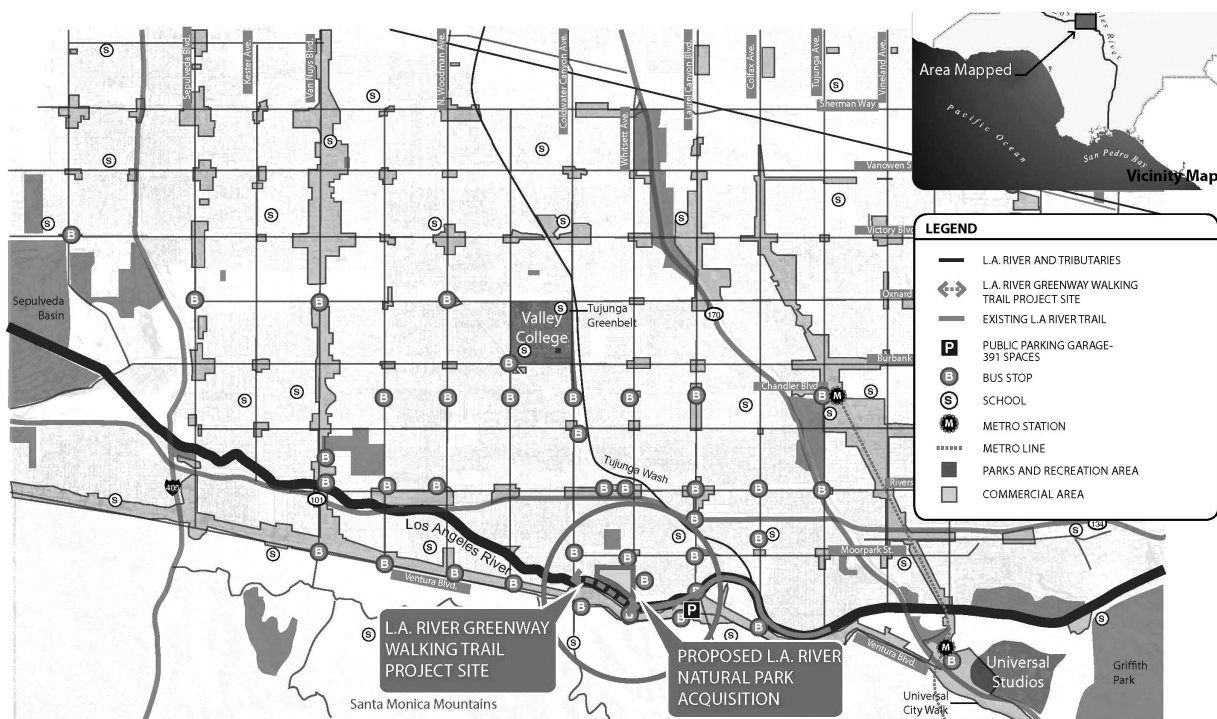 Sepulveda Blvd.
Kester Ave.
Van Nuys Blvd.
N. Woodman Ave.
Coldwater Canyon Ave.
Whitsett Ave.
Laurel Canyon Blvd.
Colfax Ave.
Tujunga Ave.
Vineland Ave.
Sherman Way
Vanowen S
Victory Blvd
Oxnard
Burbank
Chandler Blvd
Rivers
Moorpark St.
Ventura Blvd.
Ventura Blvd.
River
Area Mapped
Pacific Ocean
San Pedro Bay
Vicinity Map
LEGEND
L.A. RIVER AND TRIBUTARIES
L.A. RIVER GREENWAY WALKING
TRAIL PROJECT SITE
EXISTING L.A RIVER TRAIL
P
PUBLIC PARKING GARAGE-
391 SPACES
B
BUS STOP
S
SCHOOL
M
METRO STATION
METRO LINE
PARKS AND RECREATION AREA
COMMERCIAL AREA
Sepulveda
Basin
Valley
College
Tujunga
Greenbelt
170
Tujunga Wash
405
101
134
Los Angeles River
L.A. RIVER GREENWAY
WALKING TRAIL
PROJECT SITE
PROPOSED L.A. RIVER
NATURAL PARK
ACQUISITION
P
M
M
Universal
Studios
Griffith
Park
Universal
City Walk
Santa Monica Mountains